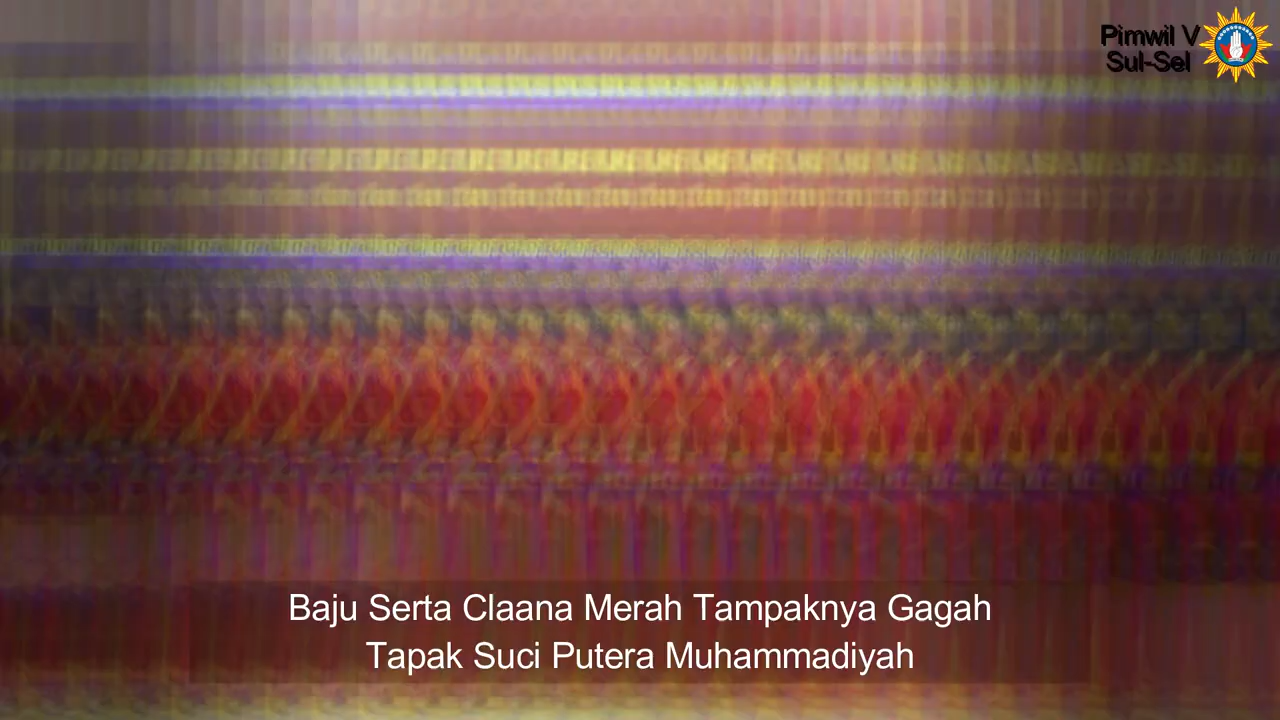 Pimwil V
Sul-Sel
Baju Serta Claana Merah Tampaknya Gagah
Tapak Suci Putera Muhammadiyah